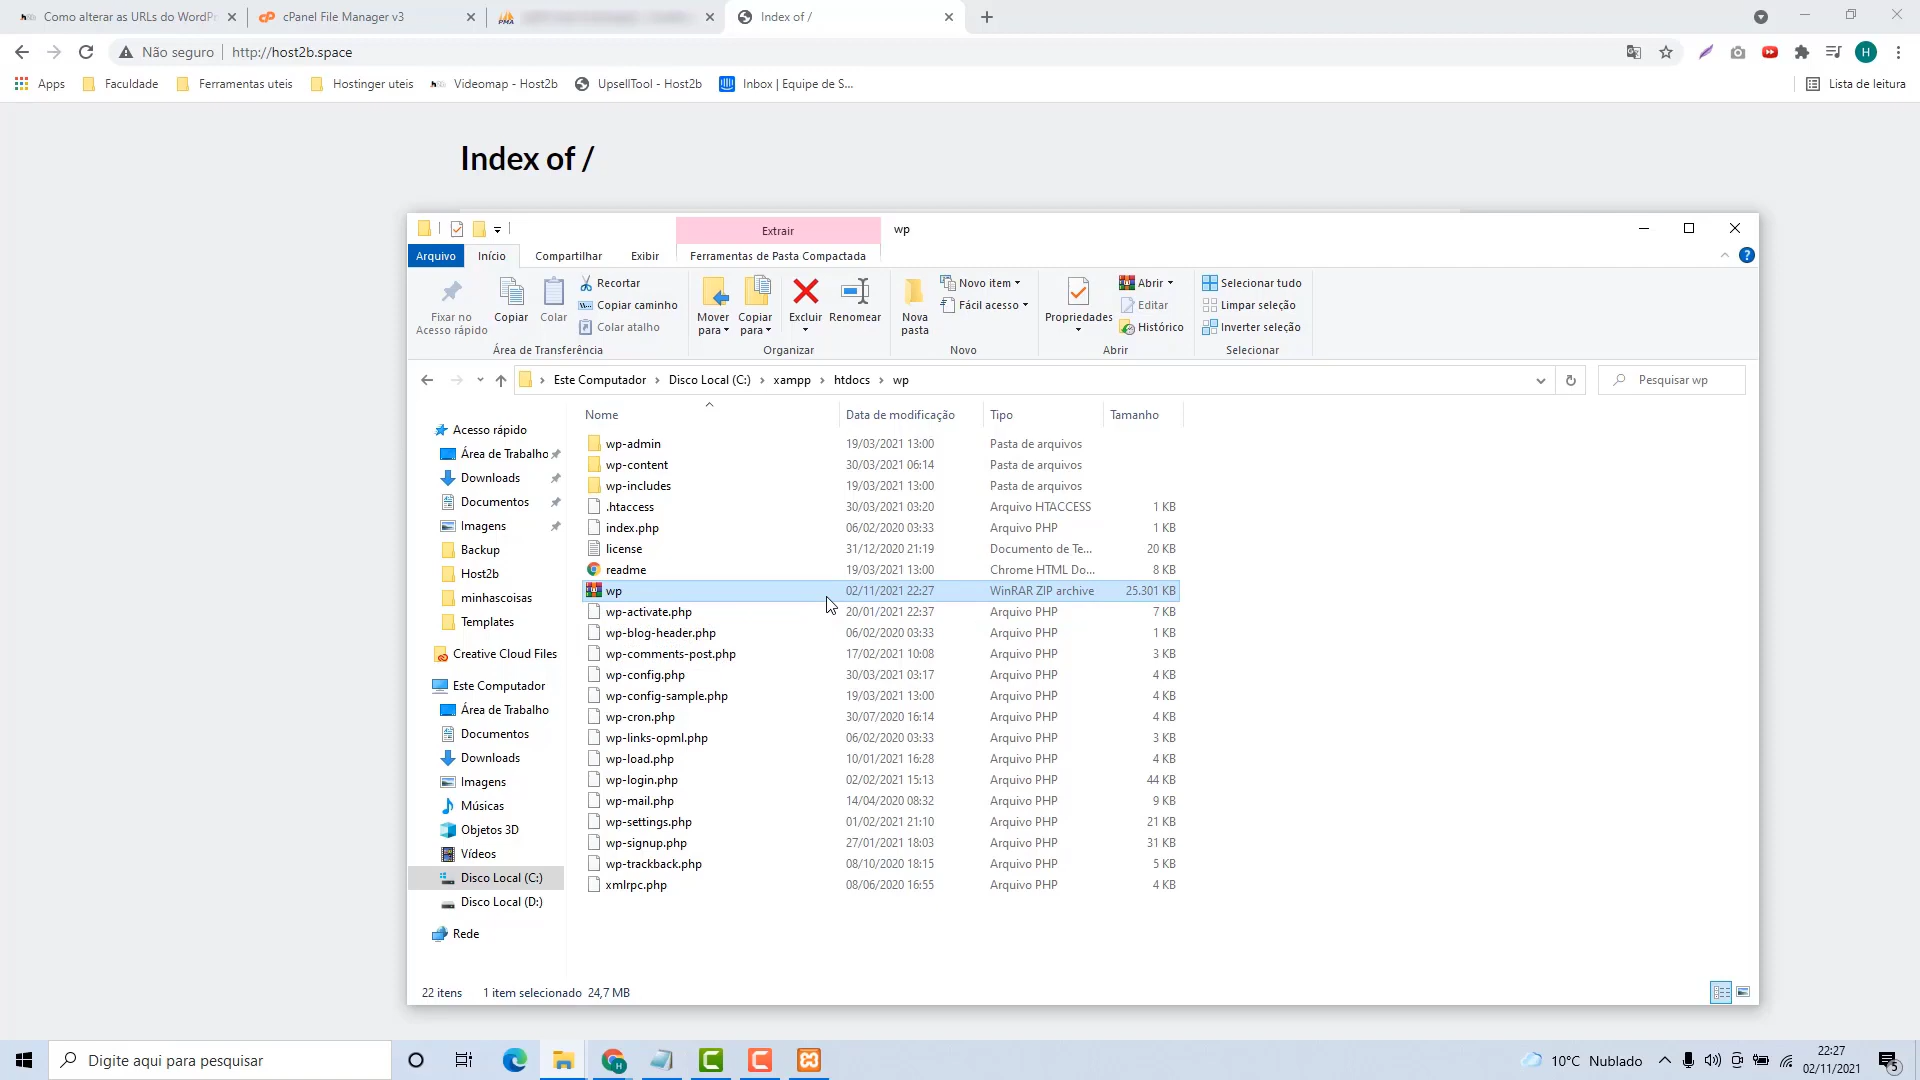 Como alterar as URLs do WordPr
cPanel File Manager v3
PMA
Index of /
Não seguro
http://host2b.space
H
Apps
Faculdade
Ferramentas uteis
Hostinger uteis
Videomap - Host2b
UpsellTool - Host2b
Inbox | Equipe de S...
Lista de leitura
Index of /
Extrair
wp
Arquivo
Início
Compartilhar
Exibir
Ferramentas de Pasta Compactada
Fixar no
Acesso rápido
Copiar
Colar
Recortar
Copiar caminho
Colar atalho
Área de Transferência
Mover
para
Copiar
para
Excluir
Renomear
Organizar
Nova
pasta
Novo item
Fácil acesso
Novo
Propriedades
Abrir
Editar
Histórico
Abrir
Selecionar tudo
Limpar seleção
Inverter seleção
Selecionar
Este Computador
Disco Local (C:)
xampp
htdocs
wp
Pesquisar wp
Acesso rápido
Área de Trabalho
Downloads
Documentos
Imagens
Backup
Host2b
minhascoisas
Templates
Creative Cloud Files
Este Computador
Área de Trabalho
Documentos
Downloads
Imagens
Músicas
Objetos 3D
Vídeos
Disco Local (C:)
Disco Local (D:)
Rede
Nome Data de modificação Tipo Tamanho
wp-admin 19/03/2021 13:00 Pasta de arquivos
wp-content 30/03/2021 06:14 Pasta de arquivos
wp-includes 19/03/2021 13:00 Pasta de arquivos
.htaccess 30/03/2021 03:20 Arquivo HTACCESS 1 KB
index.php 06/02/2020 03:33 Arquivo PHP 1 KB
license 31/12/2020 21:19 Documento de Te... 20 KB
readme 19/03/2021 13:00 Chrome HTML Do... 8 KB
wp 02/11/2021 22:27 WinRAR ZIP archive 25.301 KB
wp-activate.php 20/01/2021 22:37 Arquivo PHP 7 KB
wp-blog-header.php 06/02/2020 03:33 Arquivo PHP 1 KB
wp-comments-post.php 17/02/2021 10:08 Arquivo PHP 3 KB
wp-config.php 30/03/2021 03:17 Arquivo PHP 4 KB
wp-config-sample.php 19/03/2021 13:00 Arquivo PHP 4 KB
wp-cron.php 30/07/2020 16:14 Arquivo PHP 4 KB
wp-links-opml.php 06/02/2020 03:33 Arquivo PHP 3 KB
wp-load.php 10/01/2021 16:28 Arquivo PHP 4 KB
wp-login.php 02/02/2021 15:13 Arquivo PHP 44 KB
wp-mail.php 14/04/2020 08:32 Arquivo PHP 9 KB
wp-settings.php 01/02/2021 21:10 Arquivo PHP 21 KB
wp-signup.php 27/01/2021 18:03 Arquivo PHP 31 KB
wp-trackback.php 08/10/2020 18:15 Arquivo PHP 5 KB
xmlrpc.php 08/06/2020 16:55 Arquivo PHP 4 KB
22 itens 1 item selecionado 24,7 MB
Digite aqui para pesquisar
10°C Nublado
22:27
02/11/2021
5